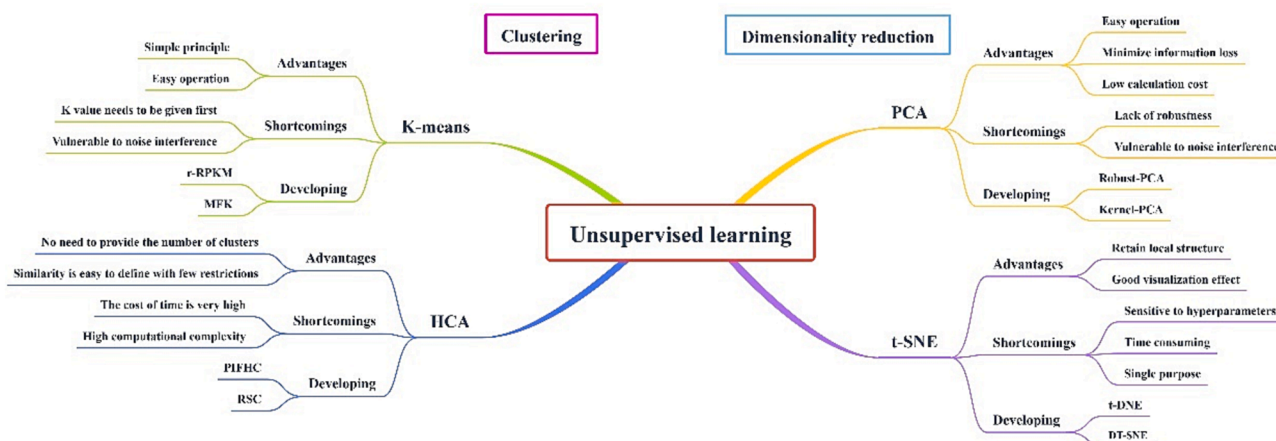 Clustering
Dimensionality reduction
Unsupervised learning
K-means
Advantages
Simple principle
Easy operation
Shortcomings
K value needs to be given first
Vulnerable to noise interference
Developing
r-RPKM
MFK
HCA
Advantages
No need to provide the number of clusters
Similarity is easy to define with few restrictions
Shortcomings
The cost of time is very high
High computational complexity
Developing
PIFHC
RSC
PCA
Advantages
Easy operation
Minimize information loss
Low calculation cost
Shortcomings
Lack of robustness
Vulnerable to noise interference
Developing
Robust-PCA
Kernel-PCA
t-SNE
Advantages
Retain local structure
Good visualization effect
Shortcomings
Sensitive to hyperparameters
Time consuming
Single purpose
Developing
t-DNE
DT-SNE